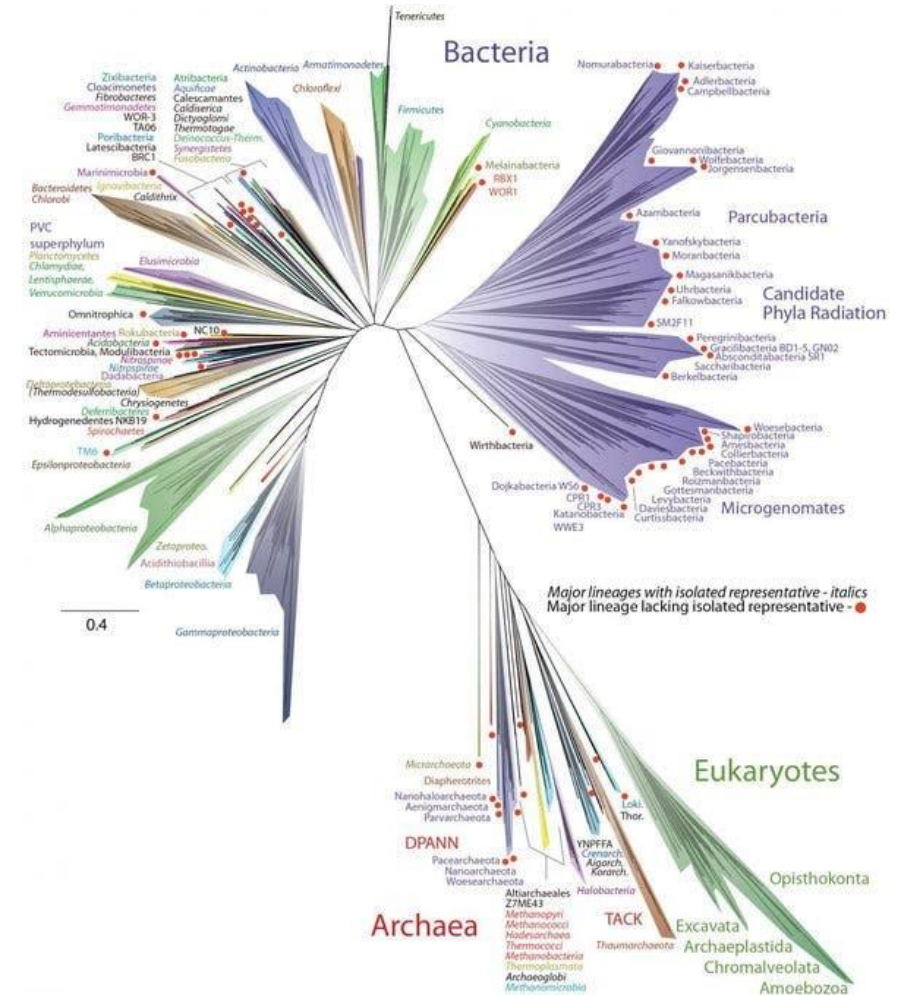 Tenericutes
Bacteria
Nomurabacteria
Kaiserbacteria
Adlerbacteria
Campbellbacteria
Actinobacteria
Armatimonadetes
Zixibacteria
Cloacimonetes
Fibrobacteres
Gemmatimonadetes
WOR-3
TA06
Poribacteria
Latescibacteria
BRC1
Atribacteria
Aquificae
Calescamantes
Caldiserica
Dictyoglomi
Thermotogae
Deinococcus-Therm.
Synergistetes
Fusobacteria
Chloroflexi
Firmicutes
Cyanobacteria
Melainabacteria
RBX1
WOR1
Giovannonibacteria
Wolfebacteria
Jorgensenbacteria
Marinimicrobia
Bacteroidetes
Ignavibacteria
Chlorobi
Caldithrix
Azambacteria
Parcubacteria
PVC
superphylum
Planctomycetes
Chlamydiae,
Lentisphaerae,
Verrucomicrobia
Elusimicrobia
Yanofskybacteria
Moranbacteria
Magasanikbacteria
Uhrbacteria
Falkowbacteria
Candidate
Phyla Radiation
SM2F11
Omnitrophica
Aminicentantes Rokubacteria
NC10
Acidobacteria
Tectomicrobia, Modulibacteria
Nitrospinae
Nitrospirae
Dadabacteria
Deltaprotebacteria
(Thermodesulfobacteria)
Chrysiogenetes
Deferribacteres
Hydrogenedentes NKB19
Spirochaetes
TM6
Epsilonproteobacteria
Peregrinibacteria
Gracilibacteria BD1-5, GN02
Absconditabacteria SR1
Saccharibacteria
Berkelbacteria
Wirthbacteria
Woesebacteria
Shapirobacteria
Amesbacteria
Collierbacteria
Pacebacteria
Beckwithbacteria
Roizmanbacteria
Gottesmanbacteria
Levybacteria
Daviesbacteria
Curtissbacteria
Microgenomates
Dojkabacteria WS6
CPR1
CPR3
Katanobacteria
WWE3
Alphaproteobacteria
Zetaproteo.
Acidithiobacillia
Betaproteobacteria
Gammaproteobacteria
0.4
Major lineages with isolated representative - italics
Major lineage lacking isolated representative -
Micrarchaeota
Diapherotrites
Nanohaloarchaeota
Aenigmarchaeota
Parvarchaeota
DPANN
Pacearchaeota
Nanoarchaeota
Woesearchaeota
Archaea
Altiarchaeales
Z7ME43
Methanopyri
Methanococci
Hadesarchaea
Thermococci
Methanobacteria
Thermoplasmata
Archaeoglobi
Methanomicrobia
Halobacteria
YNPFFA
Crenarch.
Aigarch.
Korarch.
Loki.
Thor.
TACK
Thaumarchaeota
Eukaryotes
Opisthokonta
Excavata
Archaeplastida
Chromalveolata
Amoebozoa